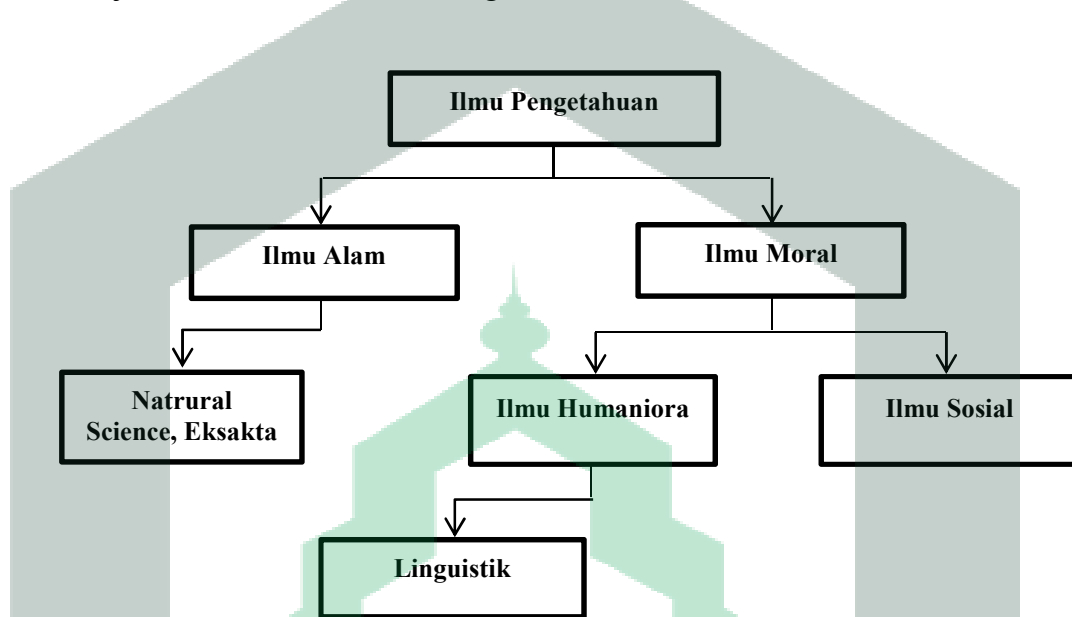 Ilmu Pengetahuan
Ilmu Alam
Ilmu Moral
Natrural
Science, Eksakta
Ilmu Humaniora
Ilmu Sosial
Linguistik